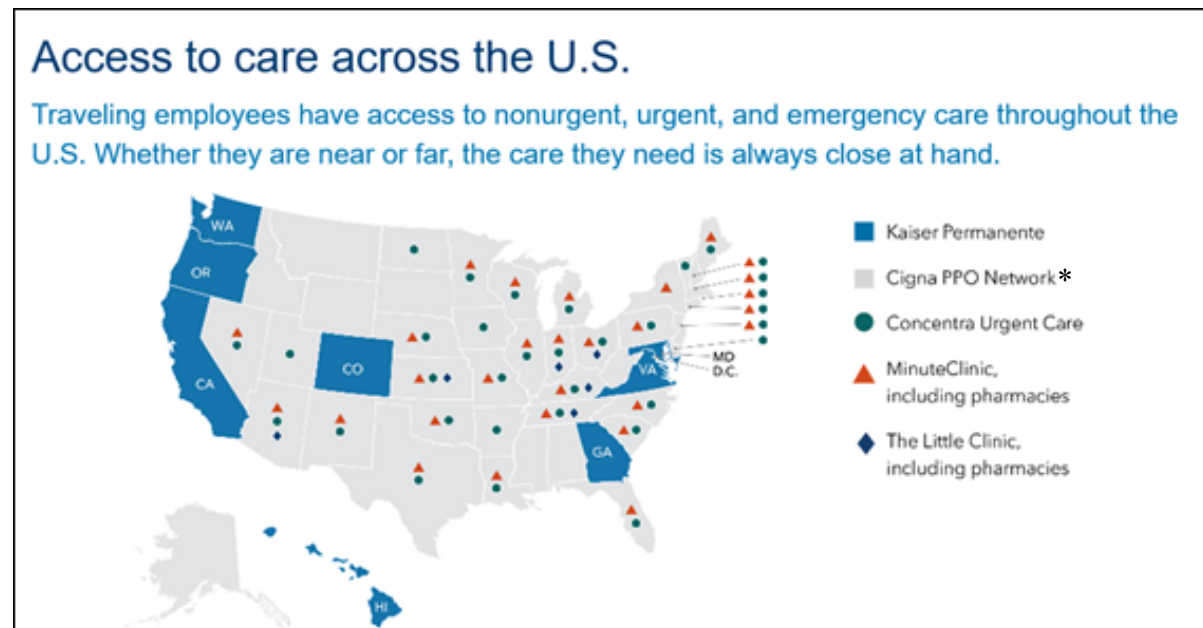 Access to care across the U.S.
Traveling employees have access to nonurgent, urgent, and emergency care throughout the
U.S. Whether they are near or far, the care they need is always close at hand.
WA
OR
CA
CO
MD
D.C.
VA
GA
HI
Kaiser Permanente
Cigna PPO Network*
Concentra Urgent Care
MinuteClinic,
including pharmacies
The Little Clinic,
including pharmacies